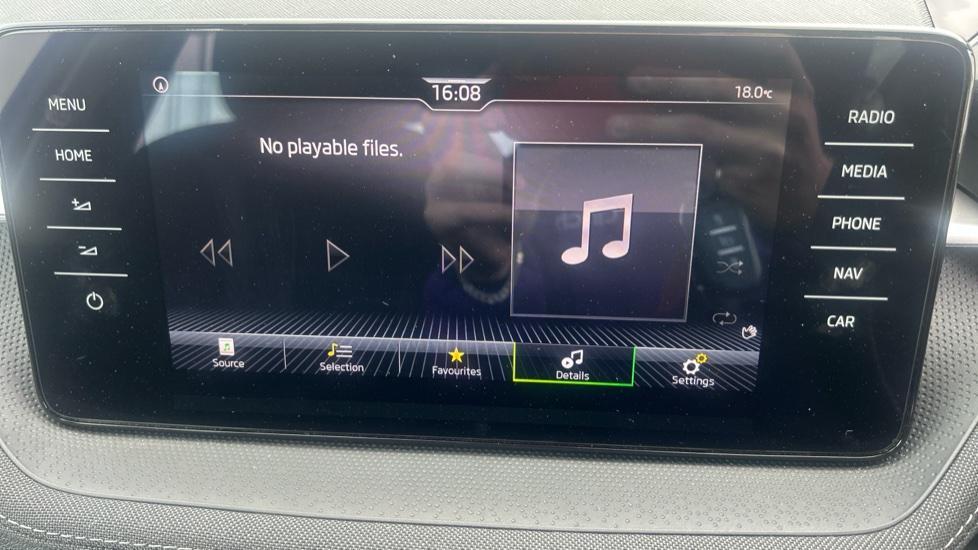 16:08
18.0°C
MENU
HOME
No playable files.
RADIO
MEDIA
PHONE
NAV
CAR
Source
Selection
Favourites
Details
Settings